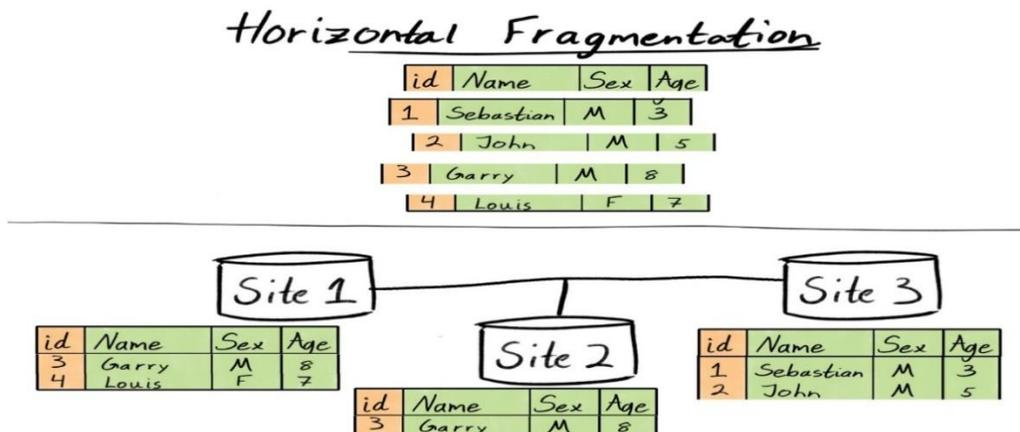 Horizontal Fragmentation
id Name Sex Age
1 Sebastian M 3
2 John M 5
3 Garry M 8
4 Louis F 7
Site 1
Site 3
Site 2
id Name Sex Age
3 Garry M 8
4 Louis F 7
id Name Sex Age
1 Sebastian M 3
2 John M 5
id Name Sex Age
3 Garry M 8